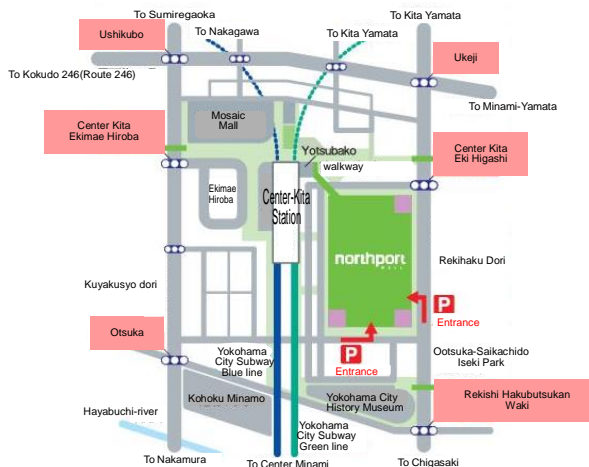 To Sumiregaoka
To Kita Yamata
Ushikubo
To Nakagawa
To Kita Yamata
Ukeji
To Kokudo 246(Route 246)
To Minami-Yamata
Mosaic
Mall
Center Kita
Ekimae Hiroba
Yotsubako
walkway
Center Kita
Eki Higashi
Ekimae
Hiroba
Center-Kita
Station
northport
MALL
Rekihaku Dori
Kuyakusyo dori
P
Entrance
Otsuka
Yokohama
City Subway
Blue line
P
Entrance
Ootsuka-Saikachido
Iseki Park
Kohoku Minamo
Yokohama City
History Museum
Rekishi Hakubutsukan
Waki
Hayabuchi-river
Yokohama
City Subway
Green line
To Nakamura
To Center Minami
To Chigasaki